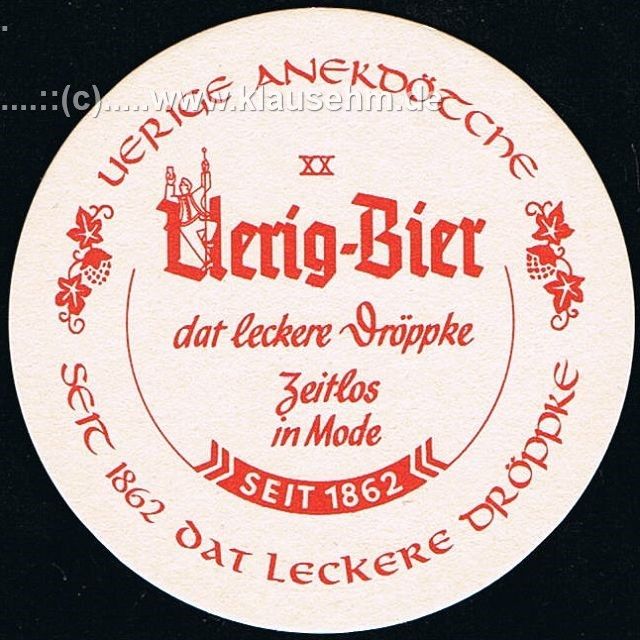 ....::(c).....www.klausehm.de
UERIGE ANEKDÖTCHE
XX
Uerig-Bier
dat leckere Dröppke
Zeitlos
in Mode
SEIT 1862
SEIT 1862 DAT LECKERE DRÖPPKE